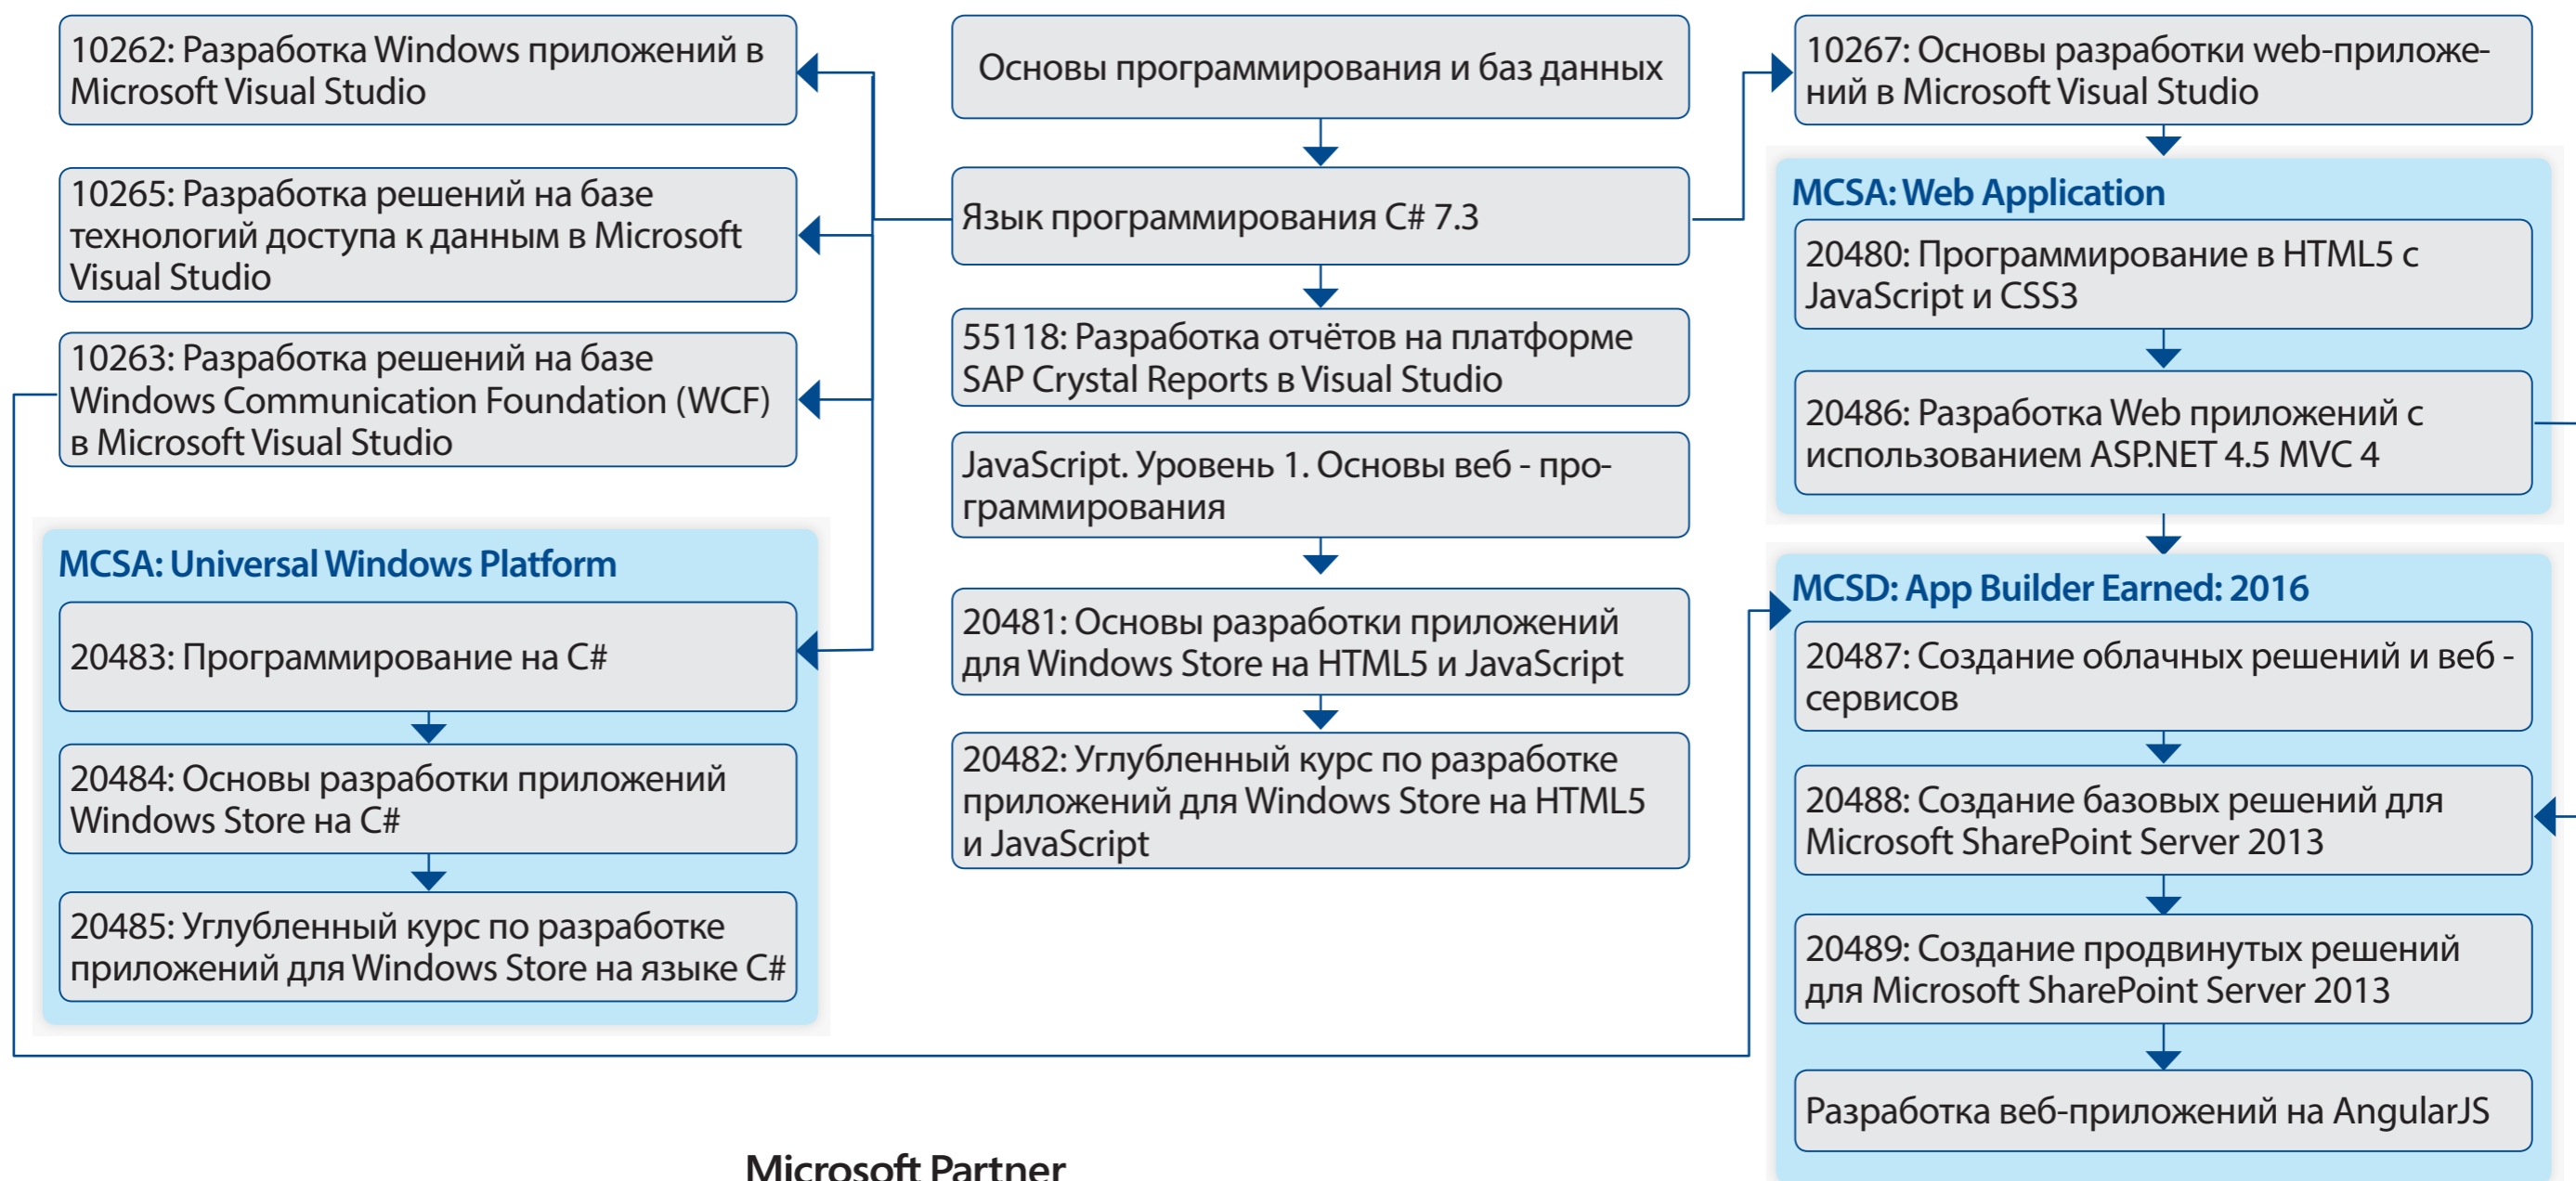 10262: Разработка Windows приложений в
Microsoft Visual Studio
10265: Разработка решений на базе
технологий доступа к данным в Microsoft
Visual Studio
10263: Разработка решений на базе
Windows Communication Foundation (WCF)
в Microsoft Visual Studio
MCSA: Universal Windows Platform
20483: Программирование на C#
20484: Основы разработки приложений
Windows Store на C#
20485: Углубленный курс по разработке
приложений для Windows Store на языке C#
Основы программирования и баз данных
Язык программирования C# 7.3
55118: Разработка отчётов на платформе
SAP Crystal Reports в Visual Studio
JavaScript. Уровень 1. Основы веб - про-
граммирования
20481: Основы разработки приложений
для Windows Store на HTML5 и JavaScript
20482: Углубленный курс по разработке
приложений для Windows Store на HTML5
и JavaScript
10267: Основы разработки web-приложе-
ний в Microsoft Visual Studio
MCSA: Web Application
20480: Программирование в HTML5 с
JavaScript и CSS3
20486: Разработка Web приложений с
использованием ASP.NET 4.5 MVC 4
MCSD: App Builder Earned: 2016
20487: Создание облачных решений и веб -
сервисов
20488: Создание базовых решений для
Microsoft SharePoint Server 2013
20489: Создание продвинутых решений
для Microsoft SharePoint Server 2013
Разработка веб-приложений на AngularJS
Microsoft Partner